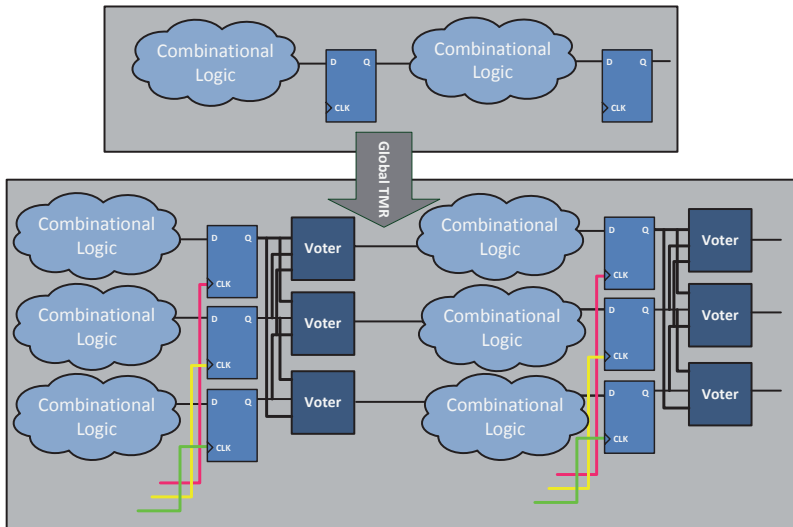 Combinational
Logic
D Q
CLK
Combinational
Logic
D Q
CLK
Global TMR
Combinational
Logic
D Q
CLK
Voter
Combinational
Logic
D Q
CLK
Voter
Combinational
Logic
D Q
CLK
Voter
Combinational
Logic
D Q
CLK
Voter
Combinational
Logic
D Q
CLK
Voter
Combinational
Logic
D Q
CLK
Voter